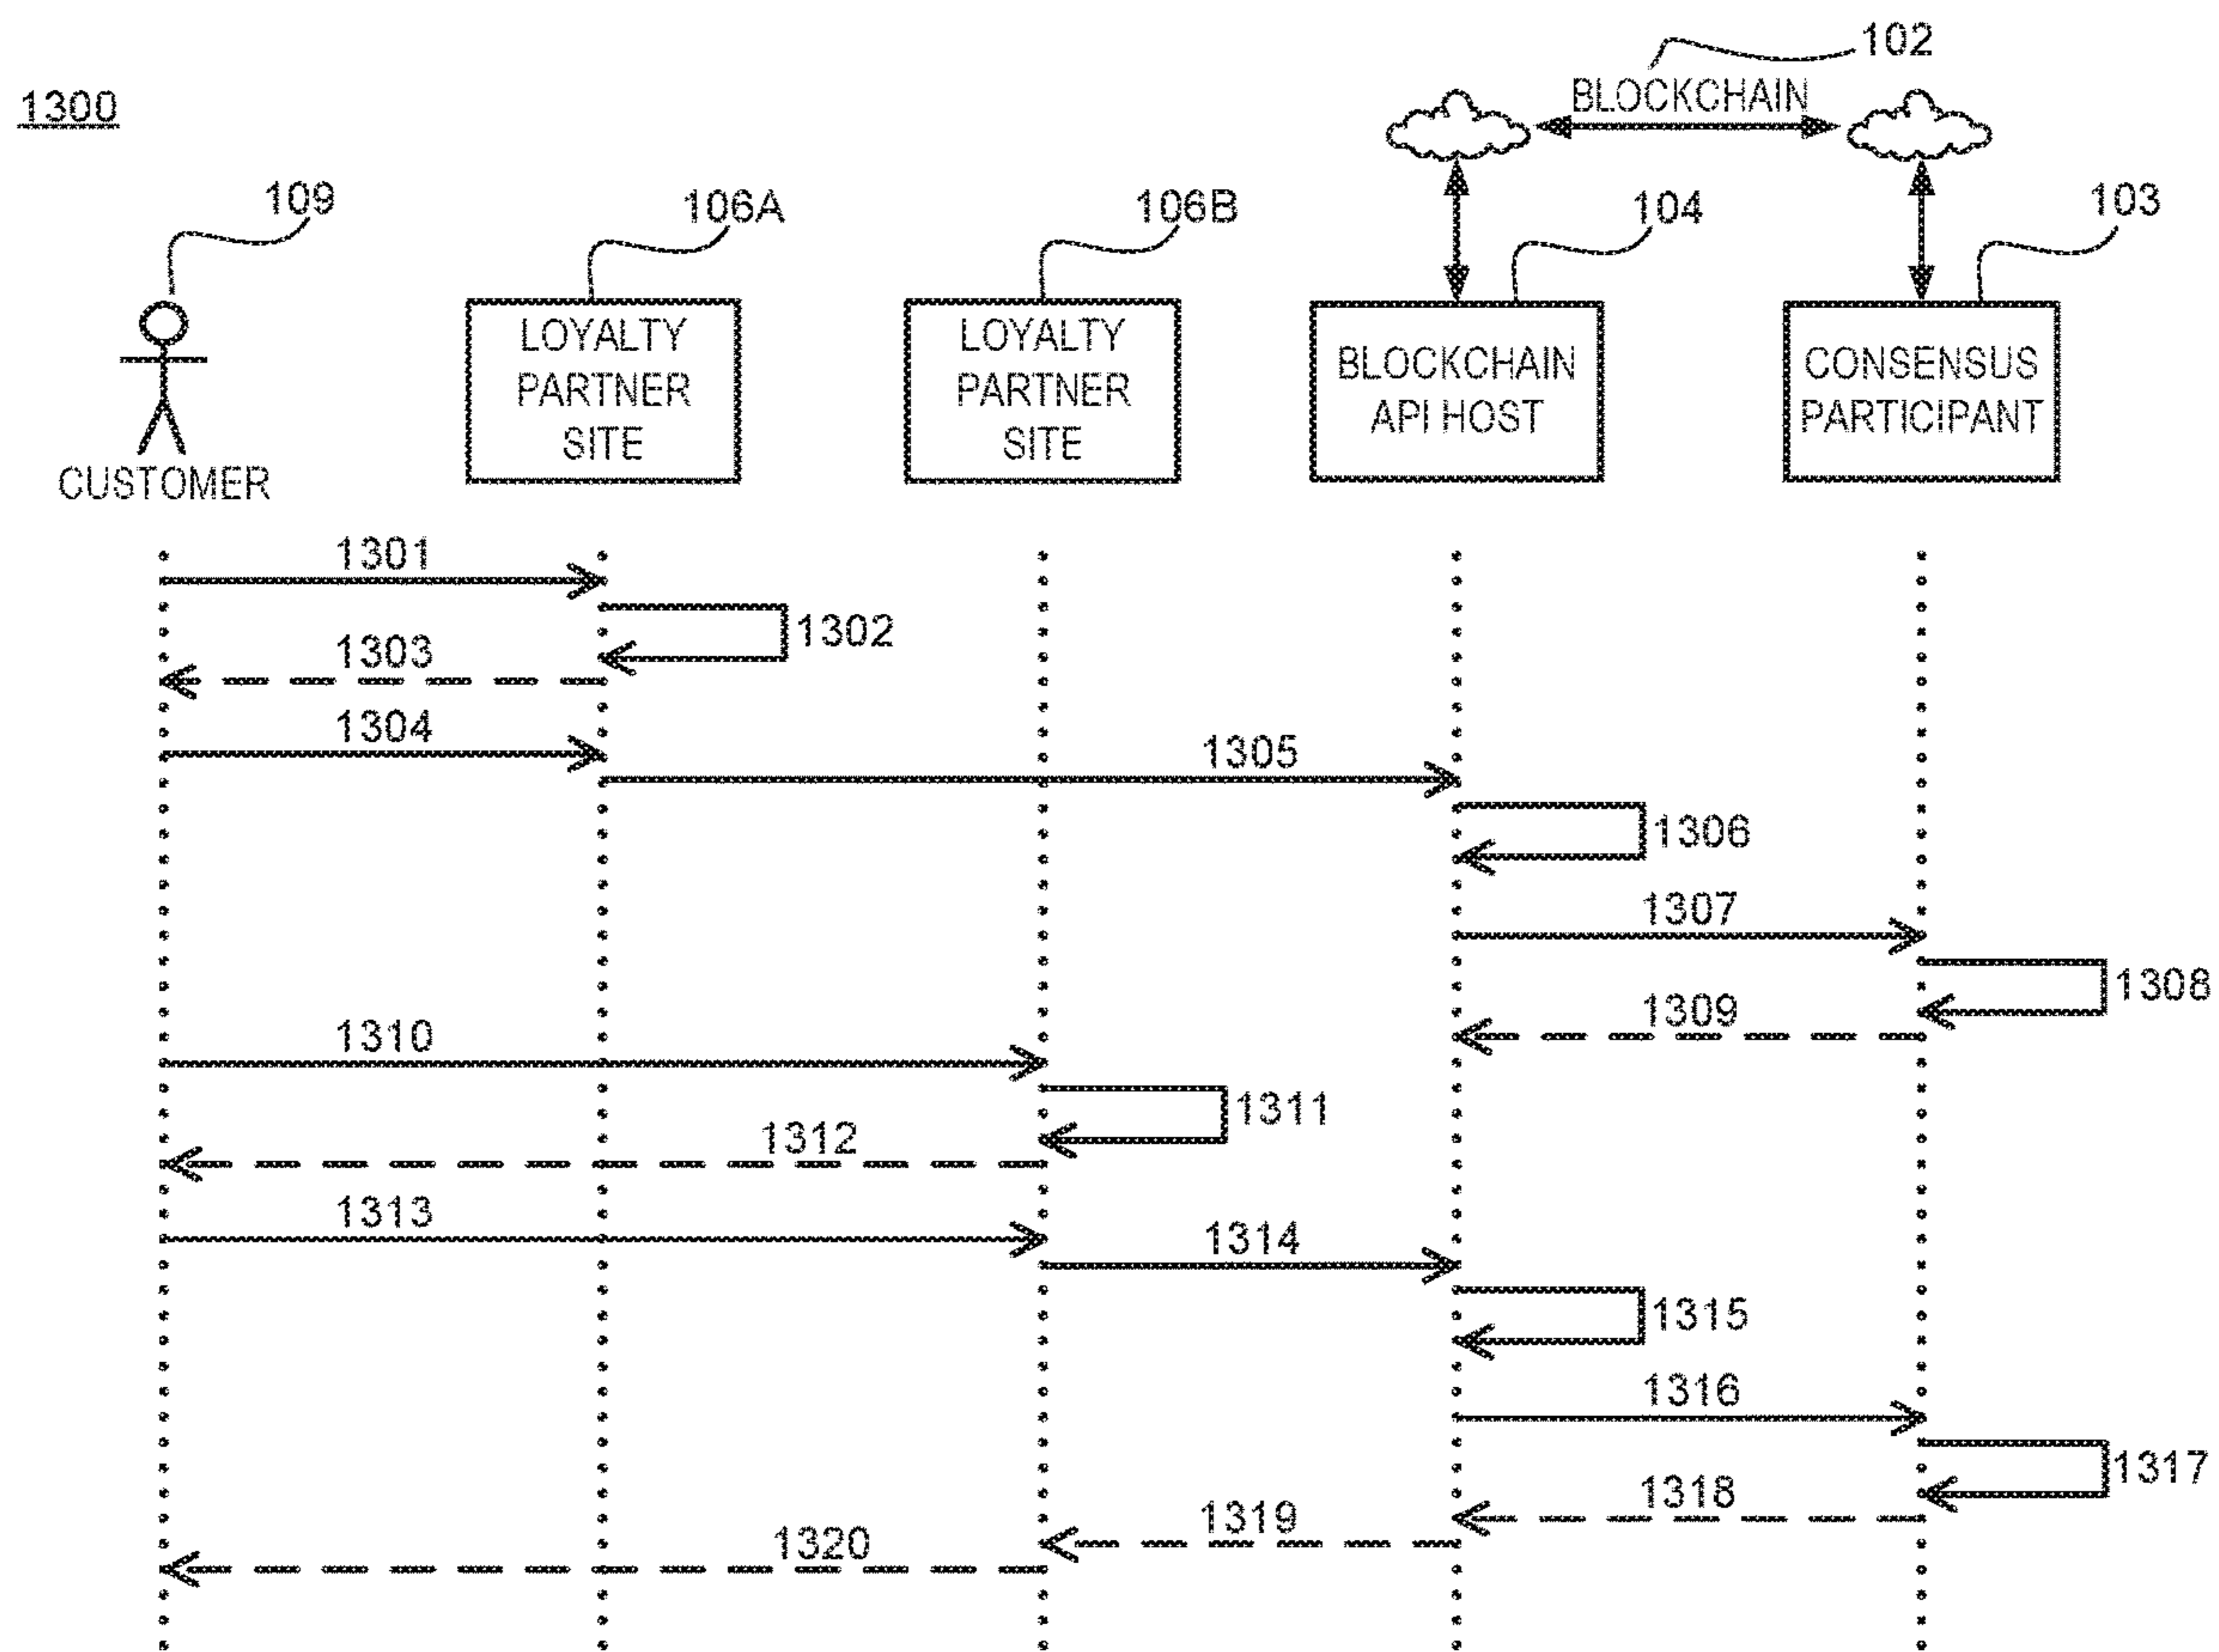 102
BLOCKCHAIN
1300
109
106A
106B
104
103
LOYALTY
PARTNER
SITE
LOYALTY
PARTNER
SITE
BLOCKCHAIN
API HOST
CONSENSUS
PARTICIPANT
CUSTOMER
1301
1302
1303
1304
1305
1306
1307
1308
1309
1310
1311
1312
1313
1314
1315
1316
1317
1318
1319
1320